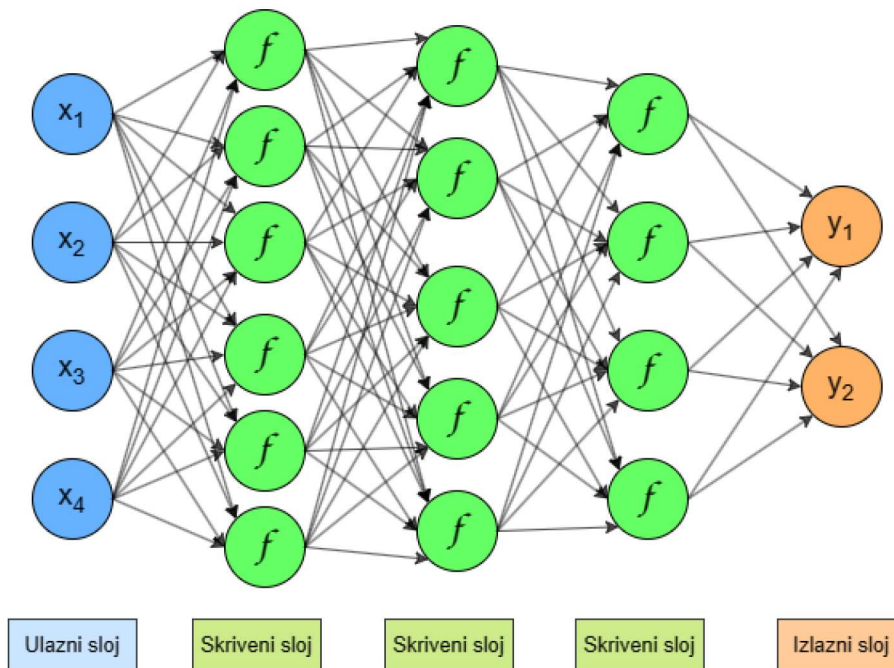 f
f
f
x₁
f
f
f
f
x₂
f
f
y₁
f
x₃
f
f
y₂
f
f
x₄
f
f
f
Ulazni sloj
Skriveni sloj
Skriveni sloj
Skriveni sloj
Izlazni sloj